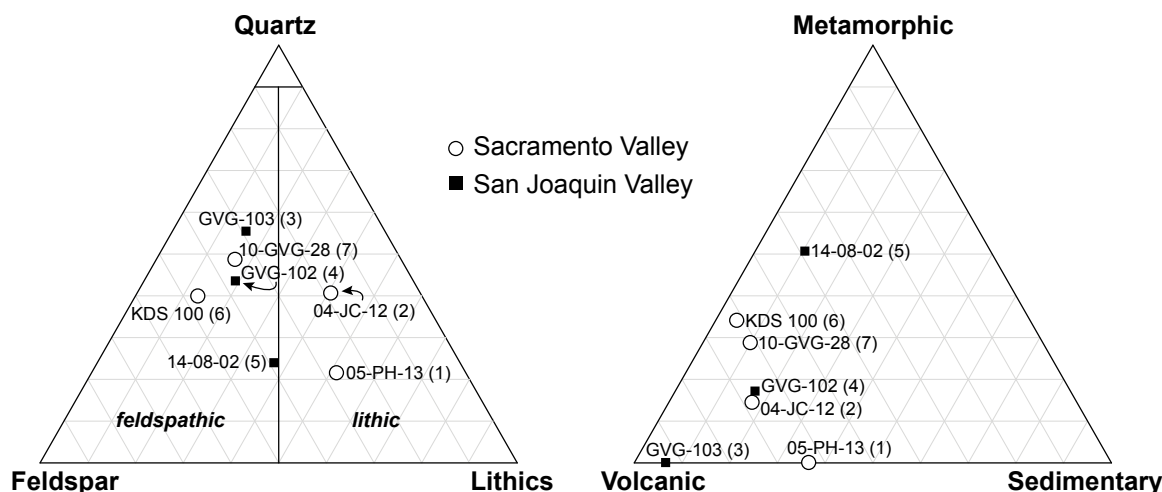 Quartz
GVG-103 (3)
10-GVG-28 (7)
GVG-102 (4)
KDS 100 (6)
04-JC-12 (2)
14-08-02 (5)
05-PH-13 (1)
feldspathic
lithic
Feldspar
Lithics
Sacramento Valley
San Joaquin Valley
Metamorphic
14-08-02 (5)
KDS 100 (6)
10-GVG-28 (7)
GVG-102 (4)
04-JC-12 (2)
GVG-103 (3)
05-PH-13 (1)
Volcanic
Sedimentary